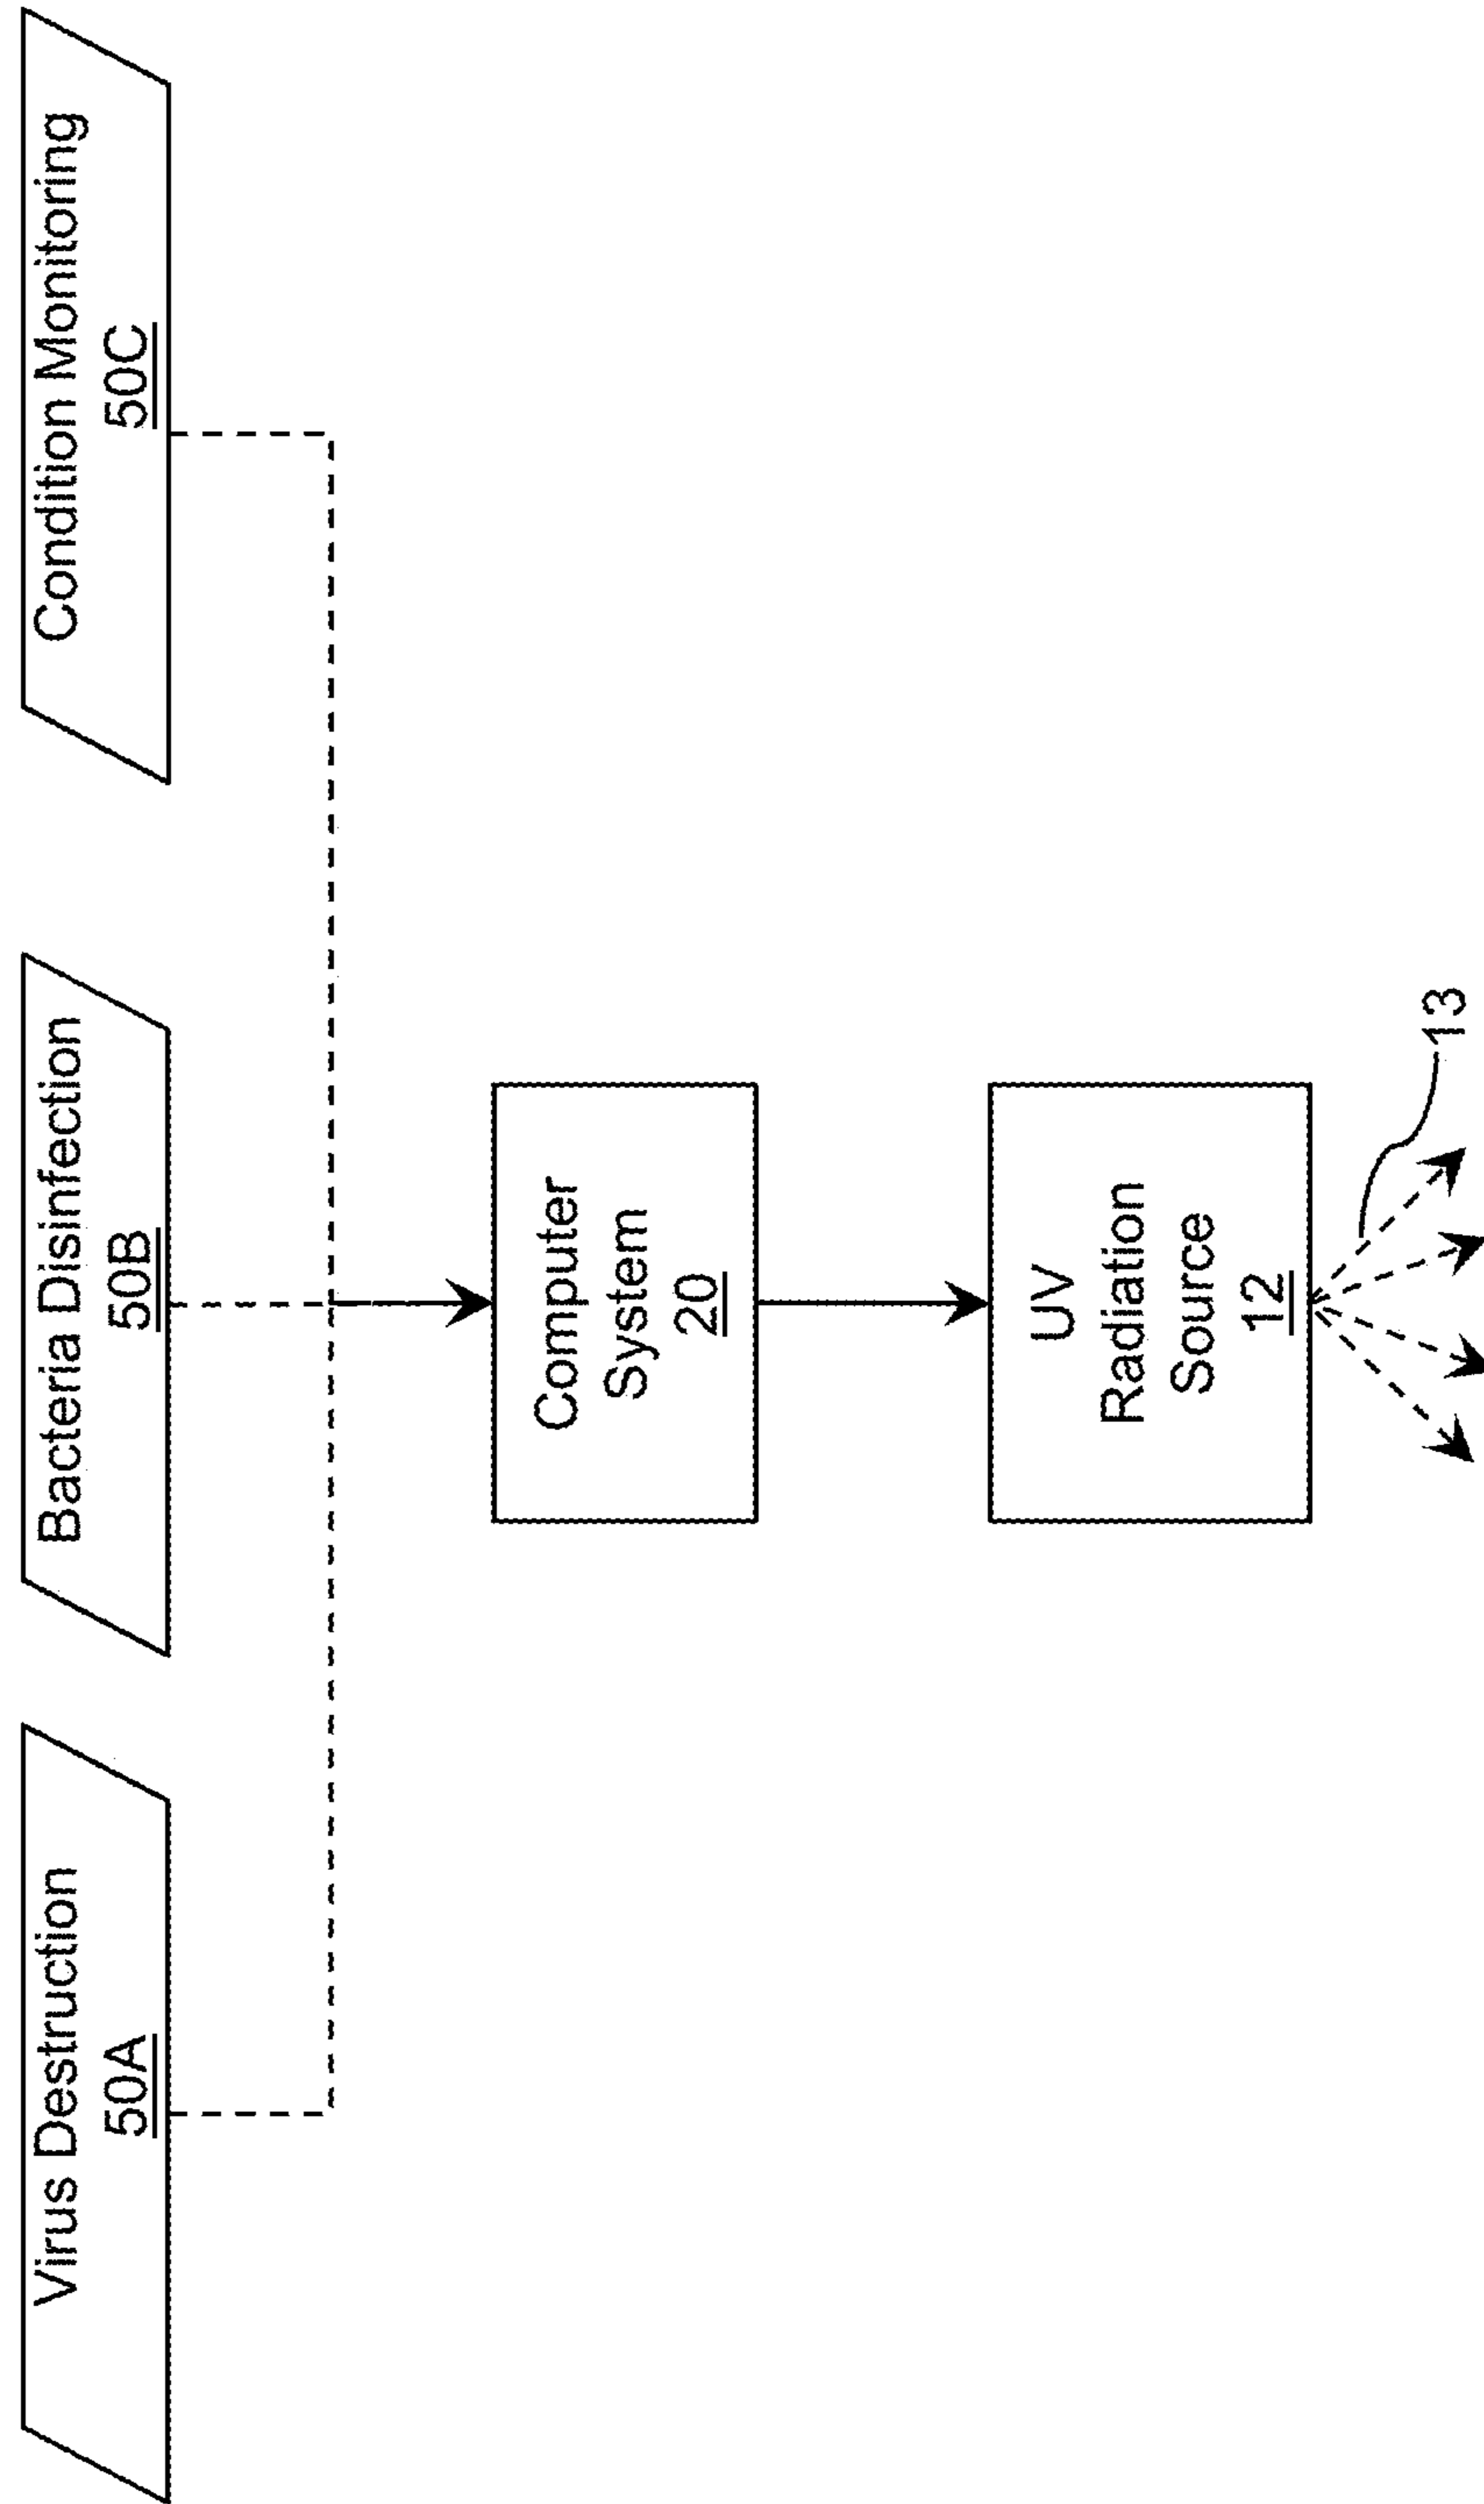 Virus Destruction
50A
Bacteria Disinfection
50B
Condition Monitoring
50C
Computer
System
20
UV
Radiation
Source
12
13